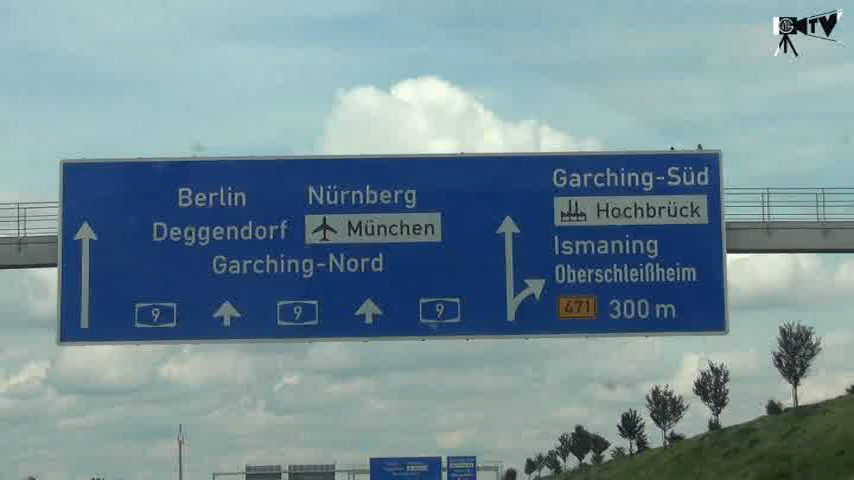 TV
Berlin Nürnberg
Deggendorf München
Garching-Nord
9 9 9
Garching-Süd
Hochbrück
Ismaning
Oberschleißheim
471 300 m